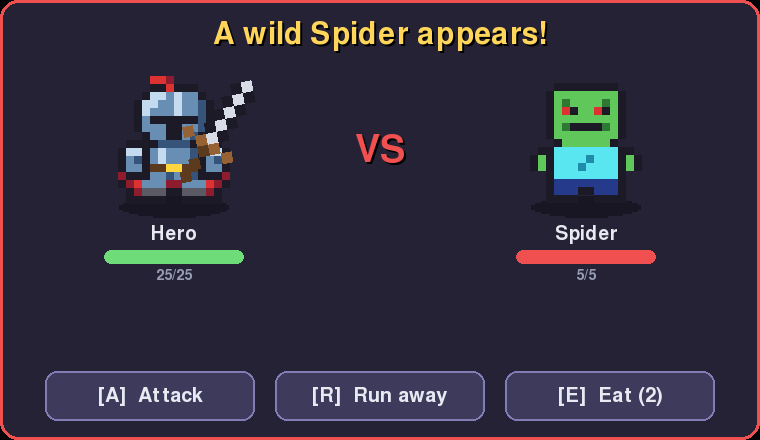 A wild Spider appears!
VS
Hero
Spider
25/25
5/5
[A] Attack
[R] Run away
[E] Eat (2)